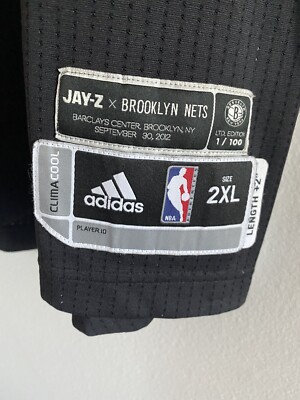 JAY-Z × BROOKLYN NETS
BARCLAYS CENTER, BROOKLYN, NY
SEPTEMBER 30, 2012
BROOKLYN
LTD. EDITION
1 / 100
CLIMACOOL
adidas
NBA
SIZE
2XL
LENGTH +2"
PLAYER ID